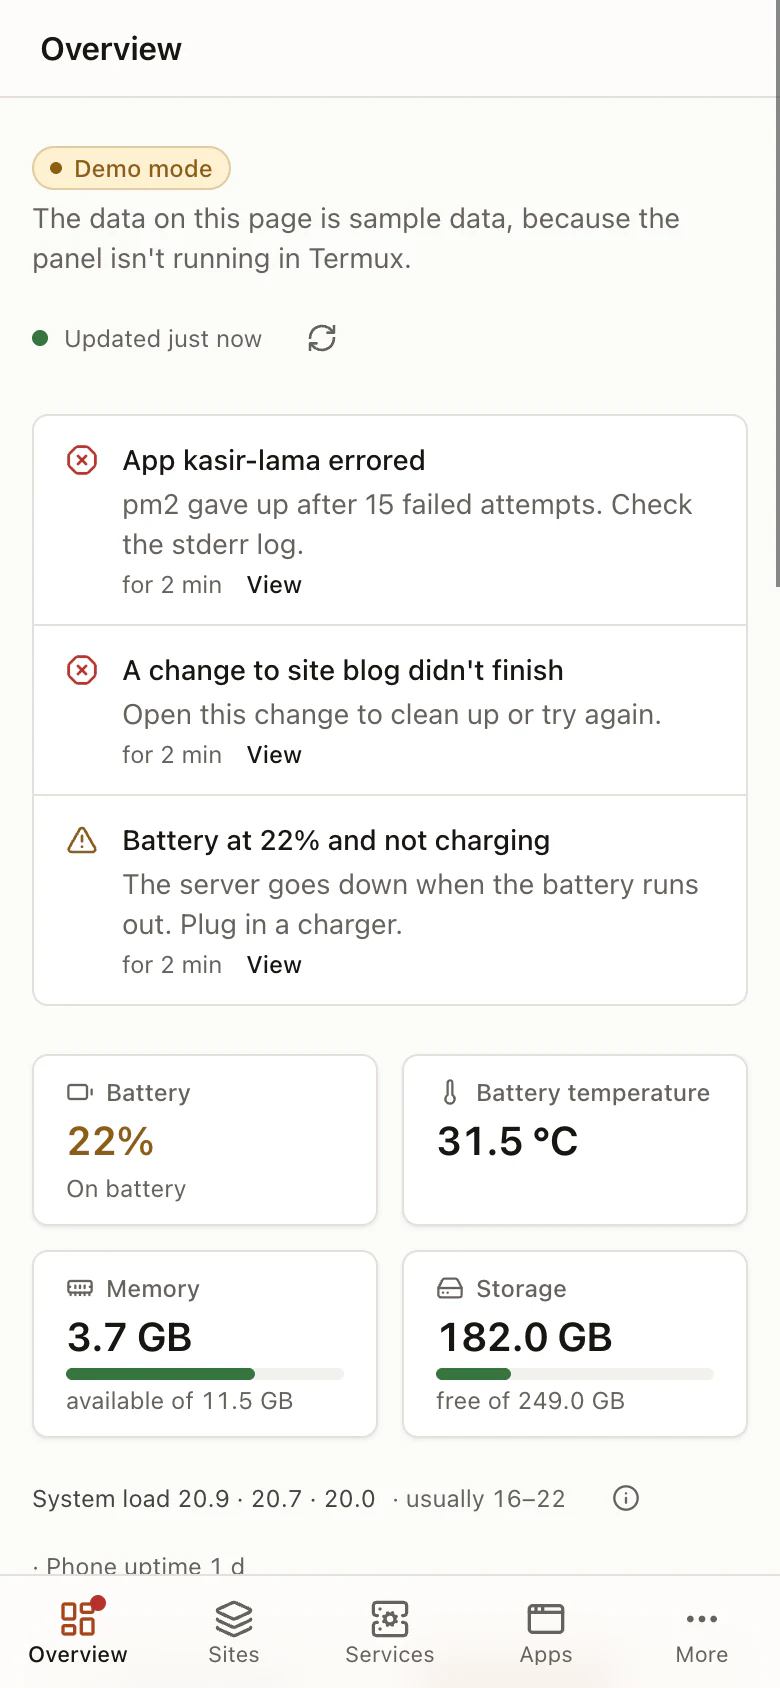 Overview
Demo mode
The data on this page is sample data, because the
panel isn't running in Termux.
Updated just now
App kasir-lama errored
pm2 gave up after 15 failed attempts. Check
the stderr log.
for 2 min View
A change to site blog didn't finish
Open this change to clean up or try again.
for 2 min View
Battery at 22% and not charging
The server goes down when the battery runs
out. Plug in a charger.
for 2 min View
Battery
22%
On battery
Battery temperature
31.5 °C
Memory
3.7 GB
available of 11.5 GB
Storage
182.0 GB
free of 249.0 GB
System load 20.9 · 20.7 · 20.0 · usually 16–22
· Phone uptime 1 d
Overview
Sites
Services
Apps
More